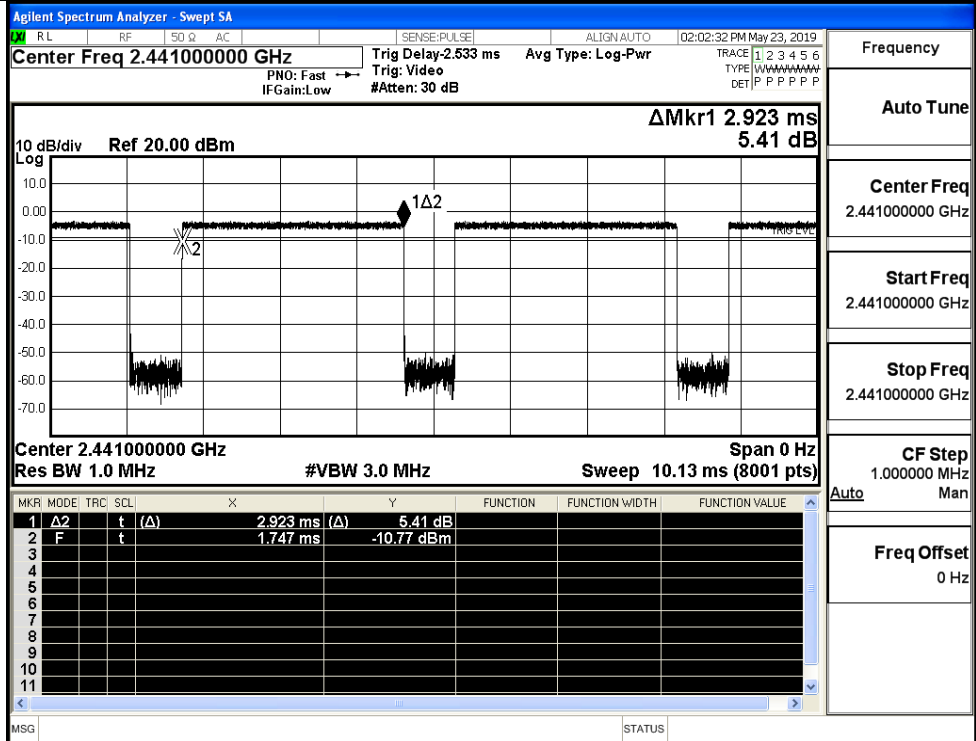 Agilent Spectrum Analyzer - Swept SA
LXI RL RF 50 Ω AC SENSE:PULSE ALIGN AUTO 02:02:32 PM May 23, 2019
Center Freq 2.441000000 GHz
Trig Delay-2.533 ms Avg Type: Log-Pwr TRACE 1 2 3 4 5 6
PNO: Fast Trig: Video TYPE WWWWWW
IFGain:Low #Atten: 30 dB DET P P P P P P
ΔMkr1 2.923 ms
5.41 dB
10 dB/div Ref 20.00 dBm
Log
10.0
0.00
-10.0
-20.0
-30.0
-40.0
-50.0
-60.0
-70.0
1Δ2
2
TRIG LVL
Center 2.441000000 GHz Span 0 Hz
Res BW 1.0 MHz #VBW 3.0 MHz Sweep 10.13 ms (8001 pts)
MKR MODE TRC SCL X Y FUNCTION FUNCTION WIDTH FUNCTION VALUE
1 Δ2 t (Δ) 2.923 ms (Δ) 5.41 dB
2 F t 1.747 ms -10.77 dBm
3
4
5
6
7
8
9
10
11
MSG STATUS
Frequency
Auto Tune
Center Freq
2.441000000 GHz
Start Freq
2.441000000 GHz
Stop Freq
2.441000000 GHz
CF Step
1.000000 MHz
Auto Man
Freq Offset
0 Hz